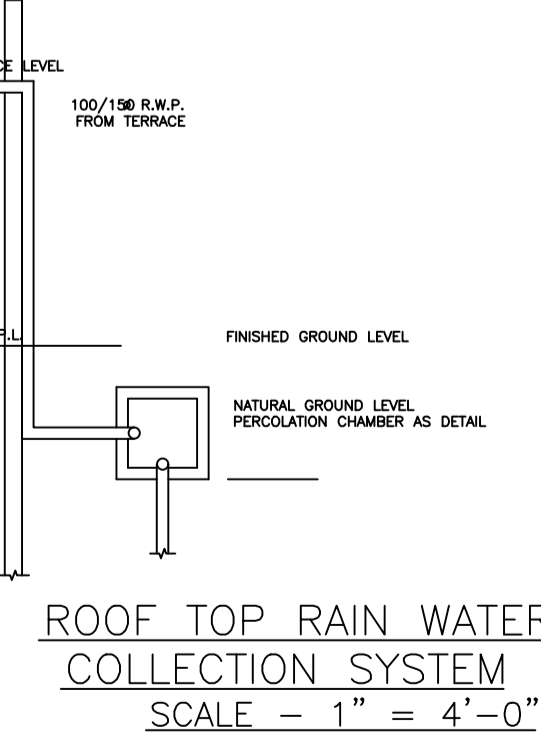 LEVEL
100/150 R.W.P.
FROM TERRACE
FINISHED GROUND LEVEL
NATURAL GROUND LEVEL
PERCOLATION CHAMBER AS DETAIL
ROOF TOP RAIN WATER
COLLECTION SYSTEM
SCALE - 1" = 4'-0"